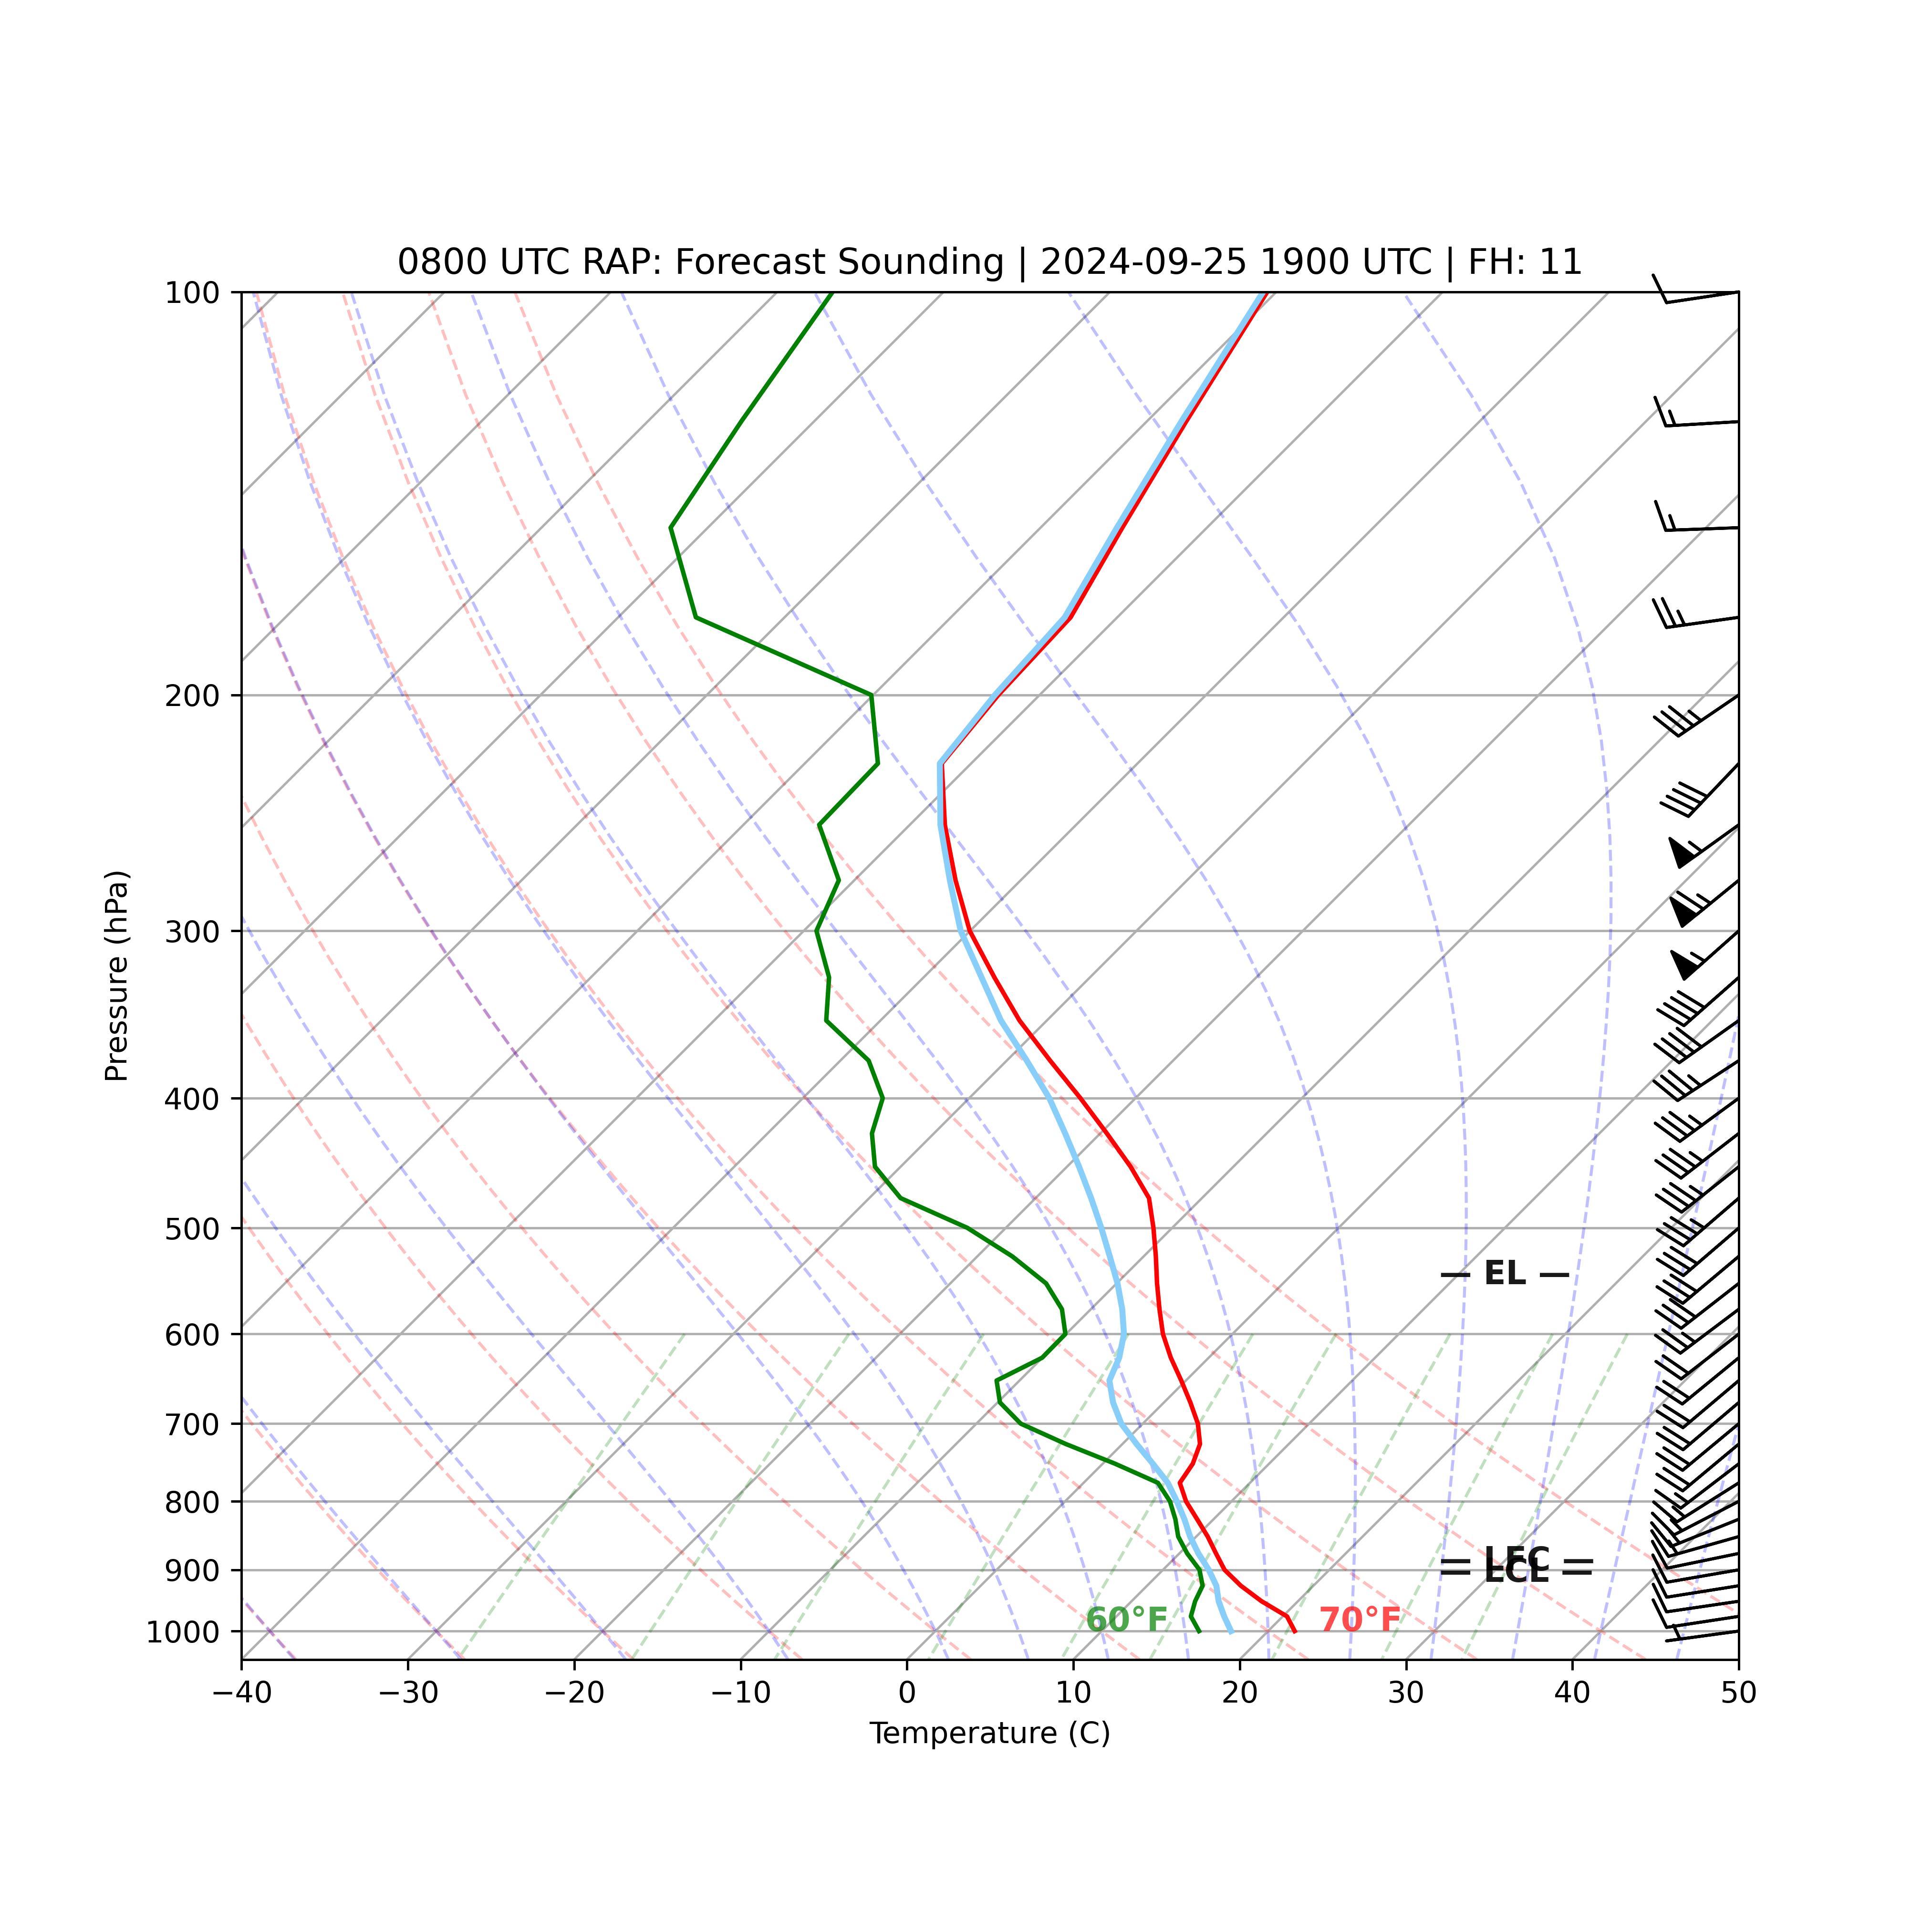 0800 UTC RAP: Forecast Sounding | 2024-09-25 1900 UTC | FH: 11
100
200
300
400
500
600
700
800
900
1000
Pressure (hPa)
— EL —
— LFC —
— LCL —
60°F
70°F
−40 −30 −20 −10 0 10 20 30 40 50
Temperature (C)